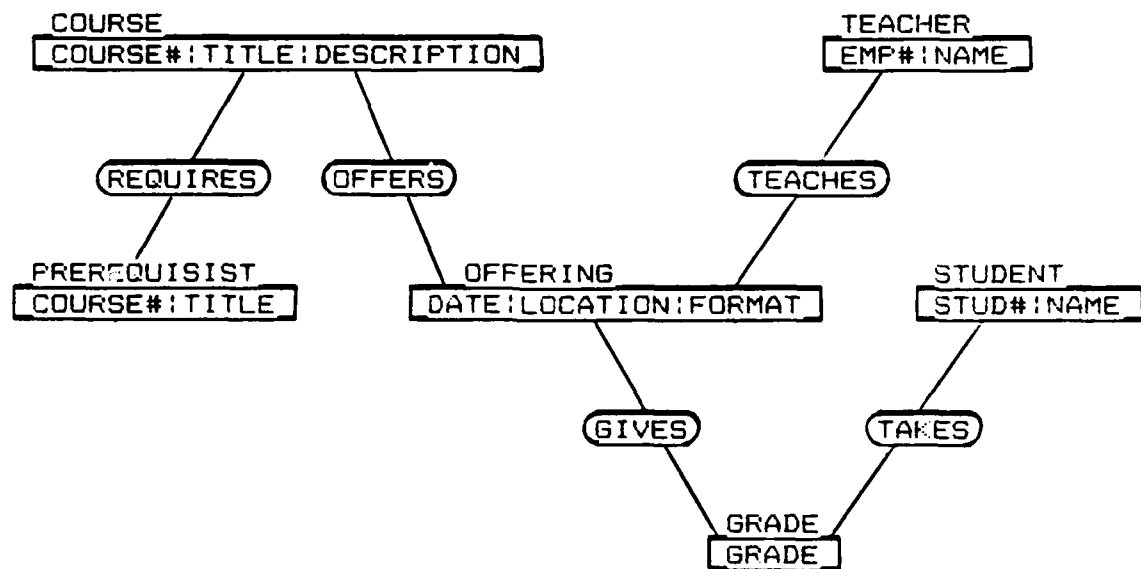 COURSE
COURSE#¦TITLE¦DESCRIPTION
TEACHER
EMP#¦NAME
REQUIRES
OFFERS
TEACHES
PREREQUISIST
COURSE#¦TITLE
OFFERING
DATE¦LOCATION¦FORMAT
STUDENT
STUD#¦NAME
GIVES
TAKES
GRADE
GRADE